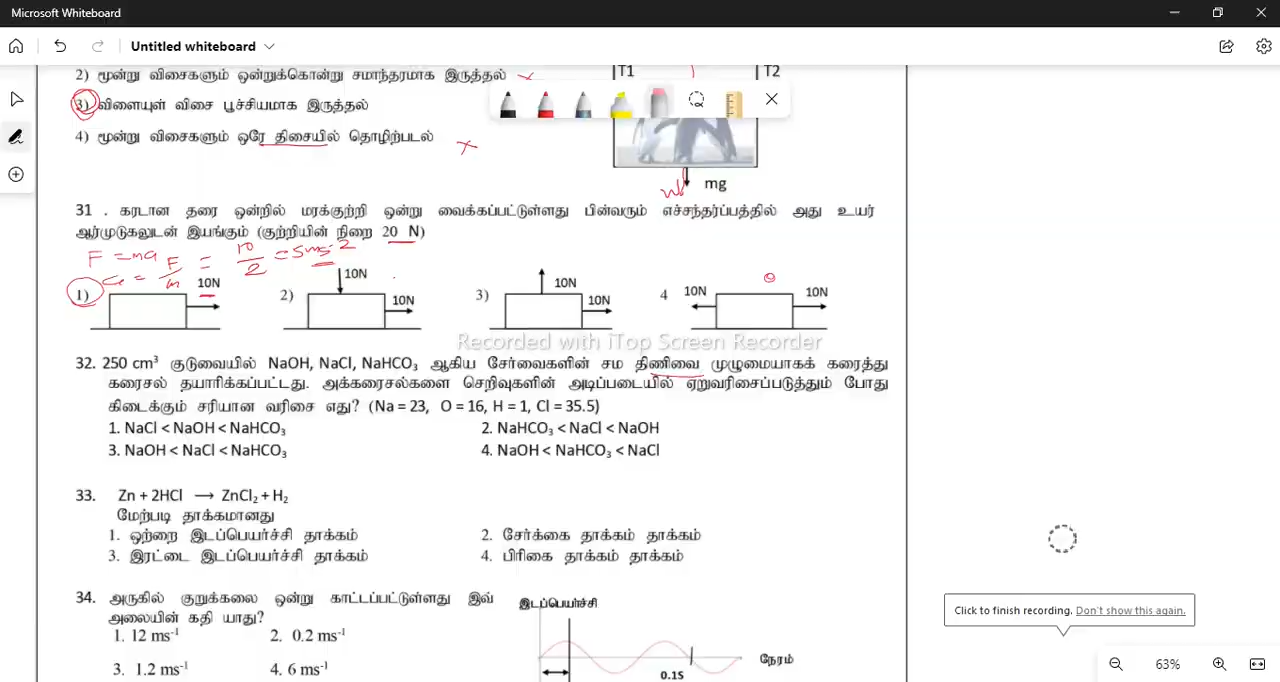 Microsoft Whiteboard
Untitled whiteboard
2) மூன்று விசைகளும் ஒன்றுக்கொன்று சமாந்தரமாக இருத்தல்
T1 T2
3) விளையுள் விசை பூச்சியமாக இருத்தல்
4) மூன்று விசைகளும் ஒரே திசையில் தொழிற்படல்
mg
31 . கரடான தரை ஒன்றில் மரக்குற்றி ஒன்று வைக்கப்பட்டுள்ளது பின்வரும் எச்சந்தர்ப்பத்தில் அது உயர்
ஆர்முடுகலுடன் இயங்கும் (குற்றியின் நிறை 20 N)
F = ma
F/m = 10/2 = 5ms-2
1) 10N
2) 10N 10N
3) 10N 10N
4 10N 10N
Recorded with iTop Screen Recorder
32. 250 cm³ குடுவையில் NaOH, NaCl, NaHCO₃ ஆகிய சேர்வைகளின் சம திணிவை முழுமையாகக் கரைத்து
கரைசல் தயாரிக்கப்பட்டது. அக்கரைசல்களை செறிவுகளின் அடிப்படையில் ஏறுவரிசைப்படுத்தும் போது
கிடைக்கும் சரியான வரிசை எது? (Na = 23, O = 16, H = 1, Cl = 35.5)
1. NaCl < NaOH < NaHCO₃ 2. NaHCO₃ < NaCl < NaOH
3. NaOH < NaCl < NaHCO₃ 4. NaOH < NaHCO₃ < NaCl
33. Zn + 2HCl → ZnCl₂ + H₂
மேற்படி தாக்கமானது
1. ஒற்றை இடப்பெயர்ச்சி தாக்கம் 2. சேர்க்கை தாக்கம் தாக்கம்
3. இரட்டை இடப்பெயர்ச்சி தாக்கம் 4. பிரிகை தாக்கம் தாக்கம்
34. அருகில் குறுக்கலை ஒன்று காட்டப்பட்டுள்ளது இவ்
அலையின் கதி யாது?
1. 12 ms⁻¹ 2. 0.2 ms⁻¹
3. 1.2 ms⁻¹ 4. 6 ms⁻¹
இடப்பெயர்ச்சி
நேரம்
0.1S
Click to finish recording. Don't show this again.
63%